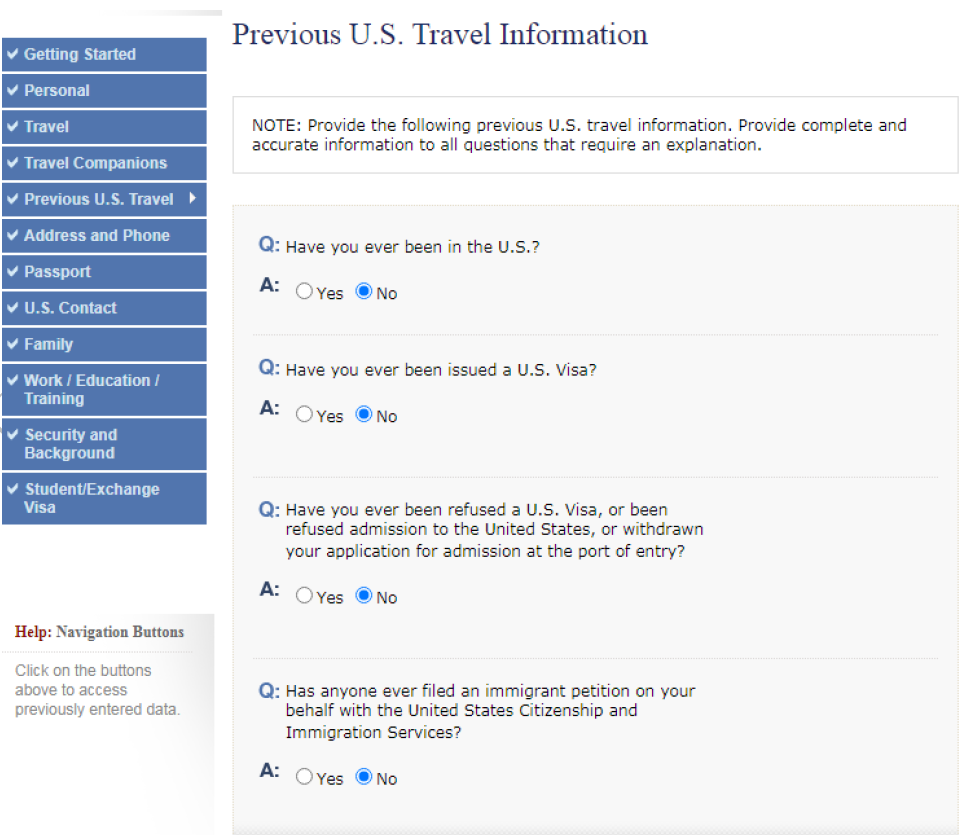 Previous U.S. Travel Information
Getting Started
Personal
Travel
Travel Companions
Previous U.S. Travel
Address and Phone
Passport
U.S. Contact
Family
Work / Education /
Training
Security and
Background
Student/Exchange
Visa
Help: Navigation Buttons
Click on the buttons
above to access
previously entered data.
NOTE: Provide the following previous U.S. travel information. Provide complete and
accurate information to all questions that require an explanation.
Q: Have you ever been in the U.S.?
A: Yes No
Q: Have you ever been issued a U.S. Visa?
A: Yes No
Q: Have you ever been refused a U.S. Visa, or been
refused admission to the United States, or withdrawn
your application for admission at the port of entry?
A: Yes No
Q: Has anyone ever filed an immigrant petition on your
behalf with the United States Citizenship and
Immigration Services?
A: Yes No